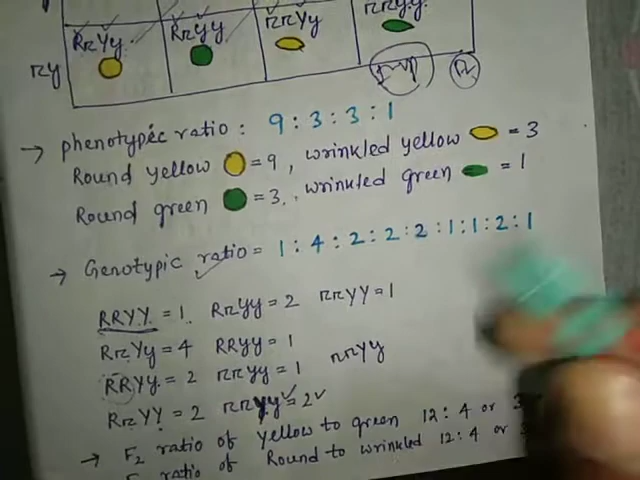 RrYy RrYy rrYy rryy
ry
→ phenotypic ratio: 9:3:3:1
Round yellow = 9, wrinkled yellow = 3
Round green = 3, wrinkled green = 1
→ Genotypic ratio = 1:4:2:2:2:1:1:2:1
RRYY = 1 Rryy = 2 rrYY = 1
RrYy = 4 RRyy = 1
RRYy = 2 rryy = 1 rryy
RrYY = 2 = 2
→ F2 ratio of yellow to green 12:4 or
ratio of Round to wrinkled 12:4 or